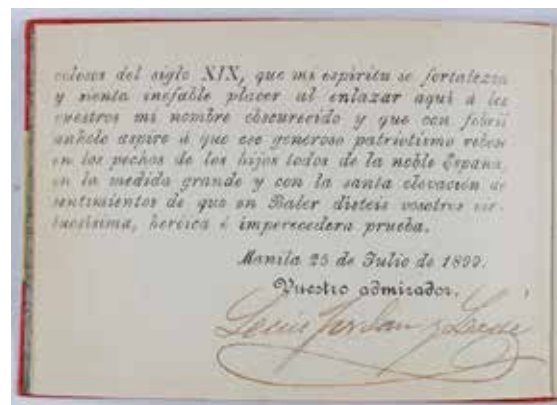 colosos del siglo XIX, que mi espíritu se fortalezca
y sienta inefable placer al enlazar aquí á los
vuestros mi nombre obscurecido y que con febril
anhelo aspire á que ese generoso patriotismo rebose
en los pechos de los hijos todos de la noble España,
en la medida grande y con la santa elevación de
sentimientos de que en Baler disteis vosotros vir-
tuosísima, heróica é imperecedera prueba.
Manila 25 de Julio de 1899.
Vuestro admirador,